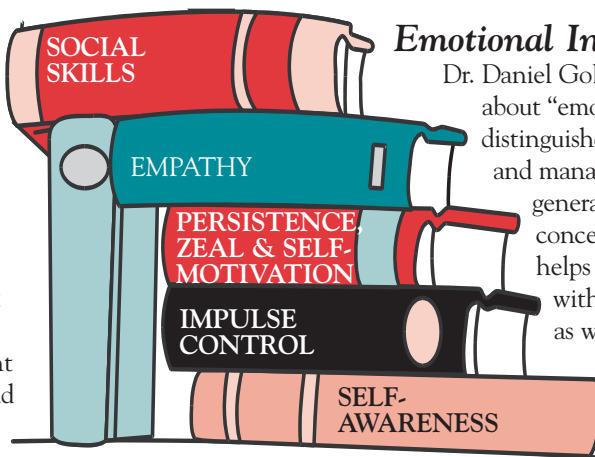 SOCIAL
SKILLS
EMPATHY
PERSISTENCE,
ZEAL & SELF-
MOTIVATION
IMPULSE
CONTROL
SELF-
AWARENESS
Emotional In
Dr. Daniel Gol
about “emo
distinguishe
and mana
genera
conce
helps
with
as w